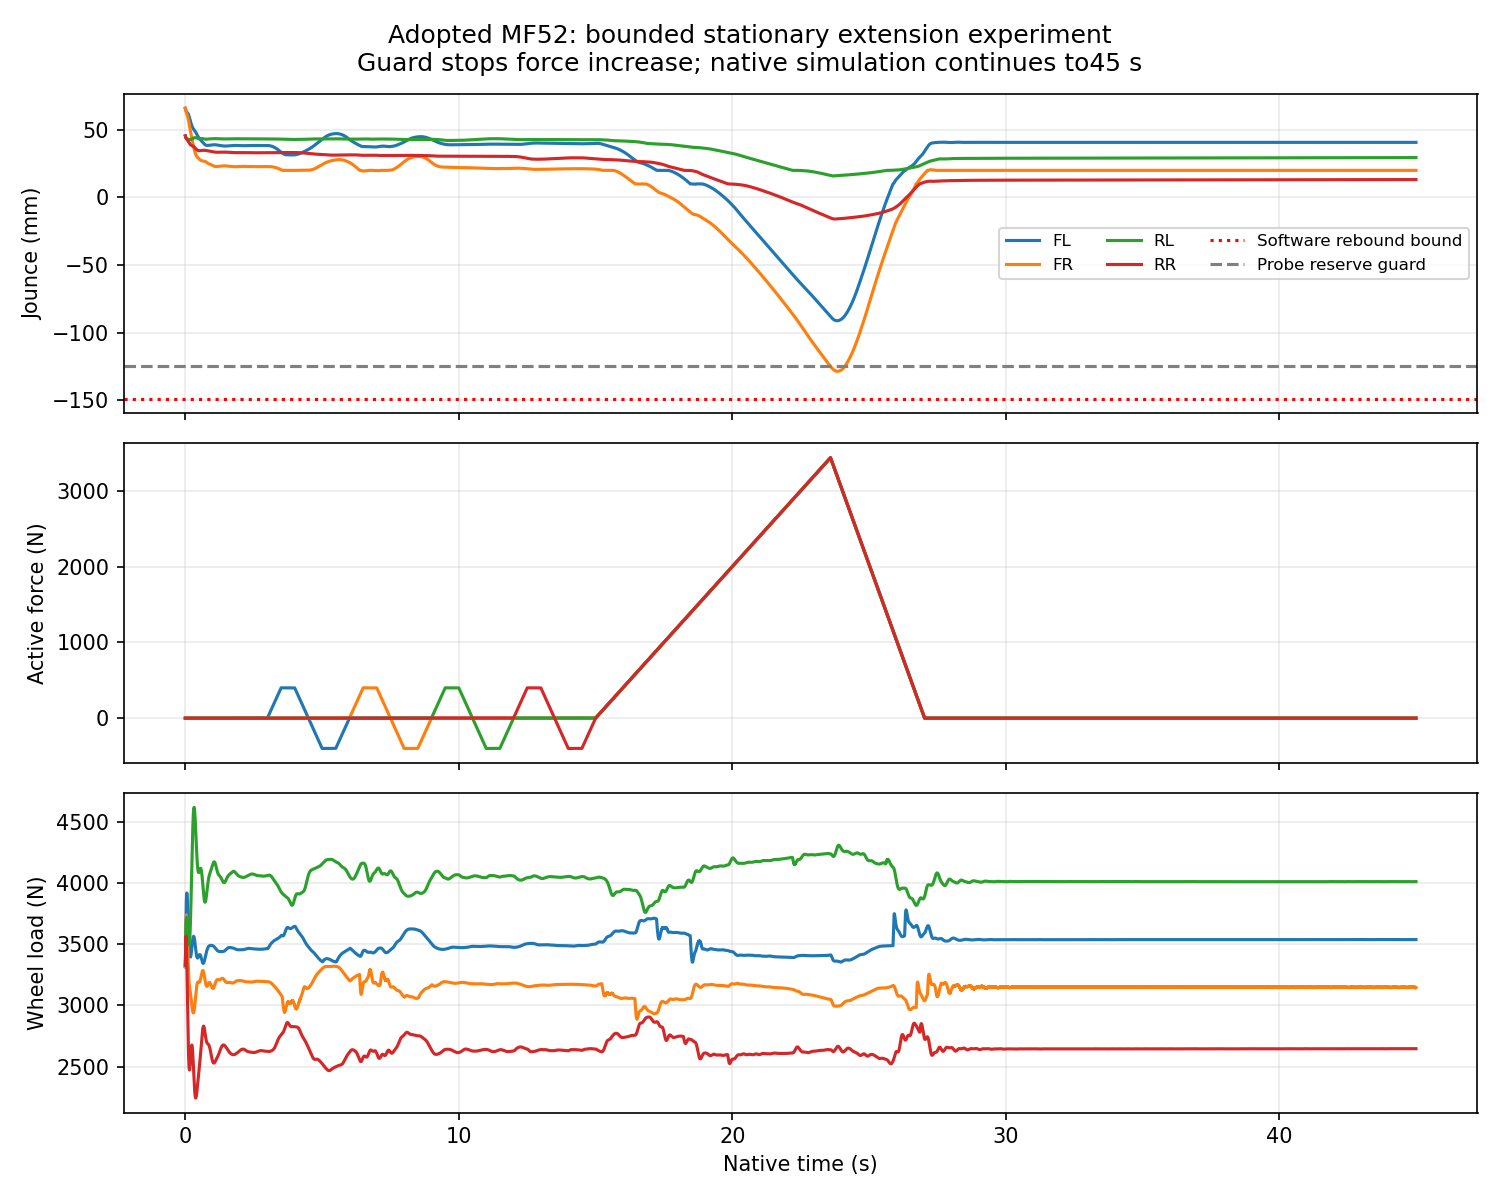 Adopted MF52: bounded stationary extension experiment
Guard stops force increase; native simulation continues to45 s
Jounce (mm)
50
0
−50
−100
−150
FL
FR
RL
RR
Software rebound bound
Probe reserve guard
Active force (N)
3000
2000
1000
0
Wheel load (N)
4500
4000
3500
3000
2500
0
10
20
30
40
Native time (s)